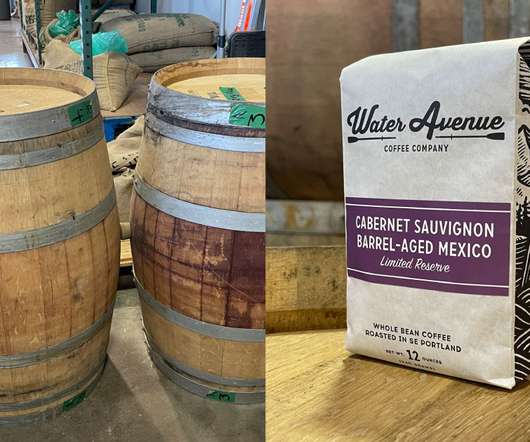 Water Avenue
COFFEE COMPANY
CABERNET SAUVIGNON
BARREL-AGED MEXICO
Limited Reserve
WHOLE BEAN COFFEE
ROASTED IN SE PORTLAND
NET WT. 12 OUNCES